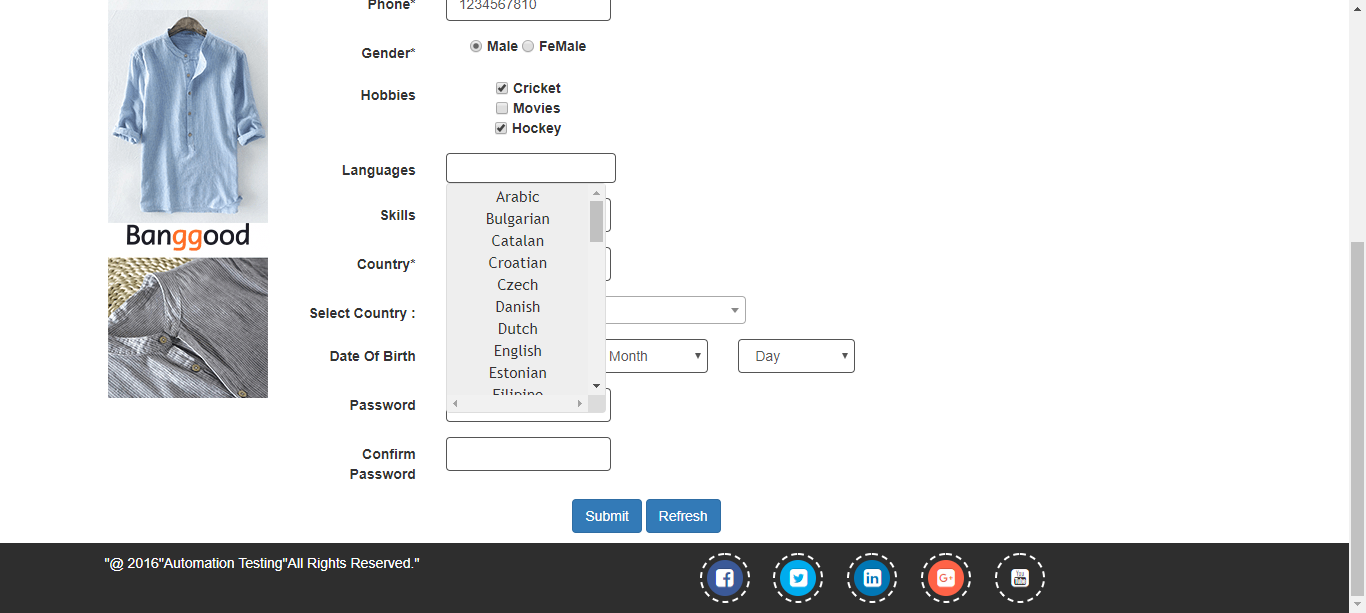 Phone*
1234567810
Gender*
Male
FeMale
Hobbies
Cricket
Movies
Hockey
Languages
Arabic
Bulgarian
Catalan
Croatian
Czech
Danish
Dutch
English
Estonian
Filipino
Skills
Country*
Select Country :
Date Of Birth
Month
Day
Password
Confirm
Password
Submit
Refresh
Banggood
"@ 2016"Automation Testing"All Rights Reserved."
G+
You
Tube